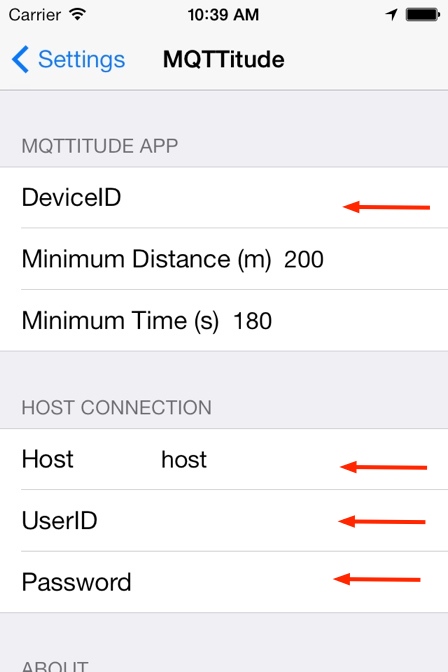 Carrier 10:39 AM
Settings MQTTitude
MQTTITUDE APP
DeviceID
Minimum Distance (m) 200
Minimum Time (s) 180
HOST CONNECTION
Host host
UserID
Password
ABOUT